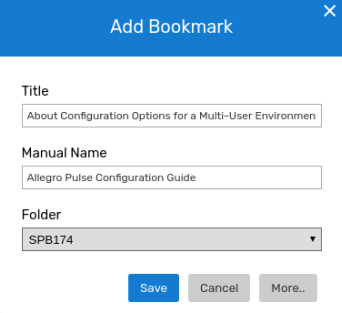 Add Bookmark
Title
About Configuration Options for a Multi-User Environmen
Manual Name
Allegro Pulse Configuration Guide
Folder
SPB174
Save Cancel More..